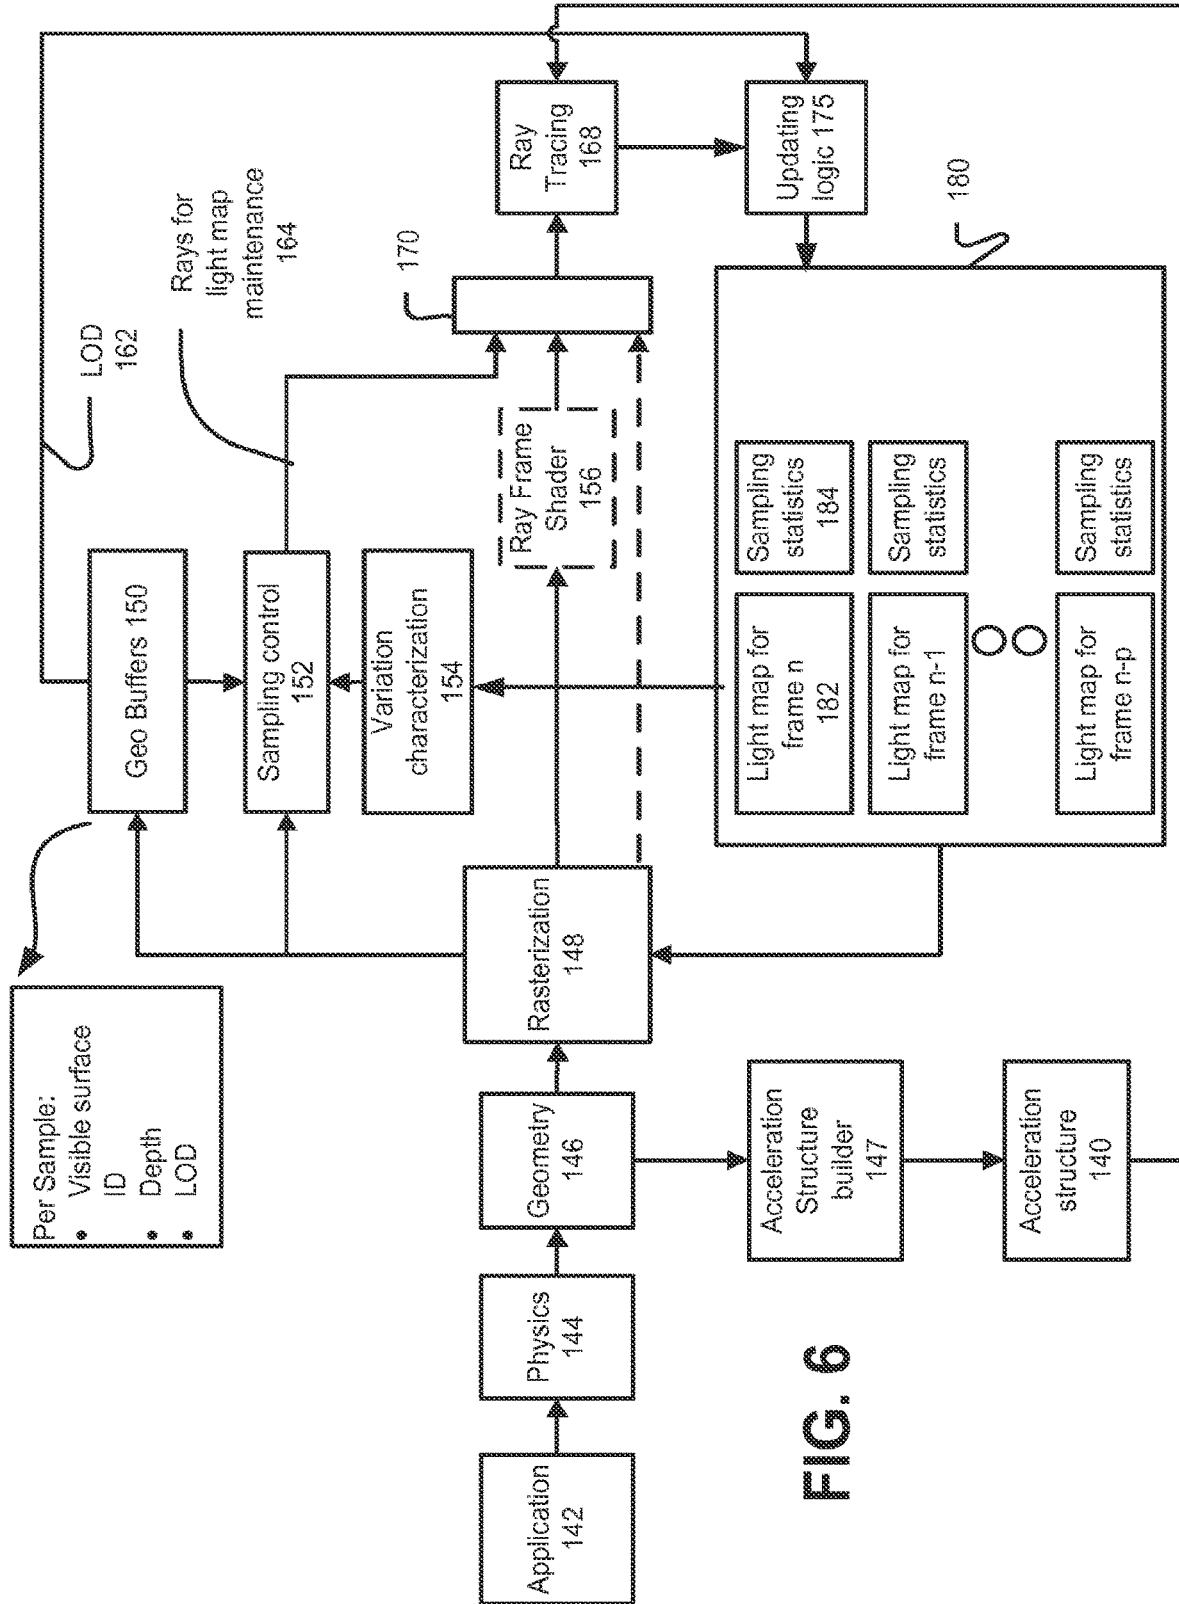 Per Sample:
• Visible surface
ID
• Depth
• LOD
LOD
162
Rays for
light map
maintenance
164
Geo Buffers 150
Sampling control
152
Variation
characterization
154
Application
142
Physics
144
Geometry
146
Rasterization
148
Ray Frame
Shader
156
170
Ray
Tracing
168
Acceleration
Structure
builder
147
Acceleration
structure
140
Updating
logic 175
180
Light map for
frame n
182
Sampling
statistics
184
Light map for
frame n-1
Sampling
statistics
Light map for
frame n-p
Sampling
statistics
FIG. 6